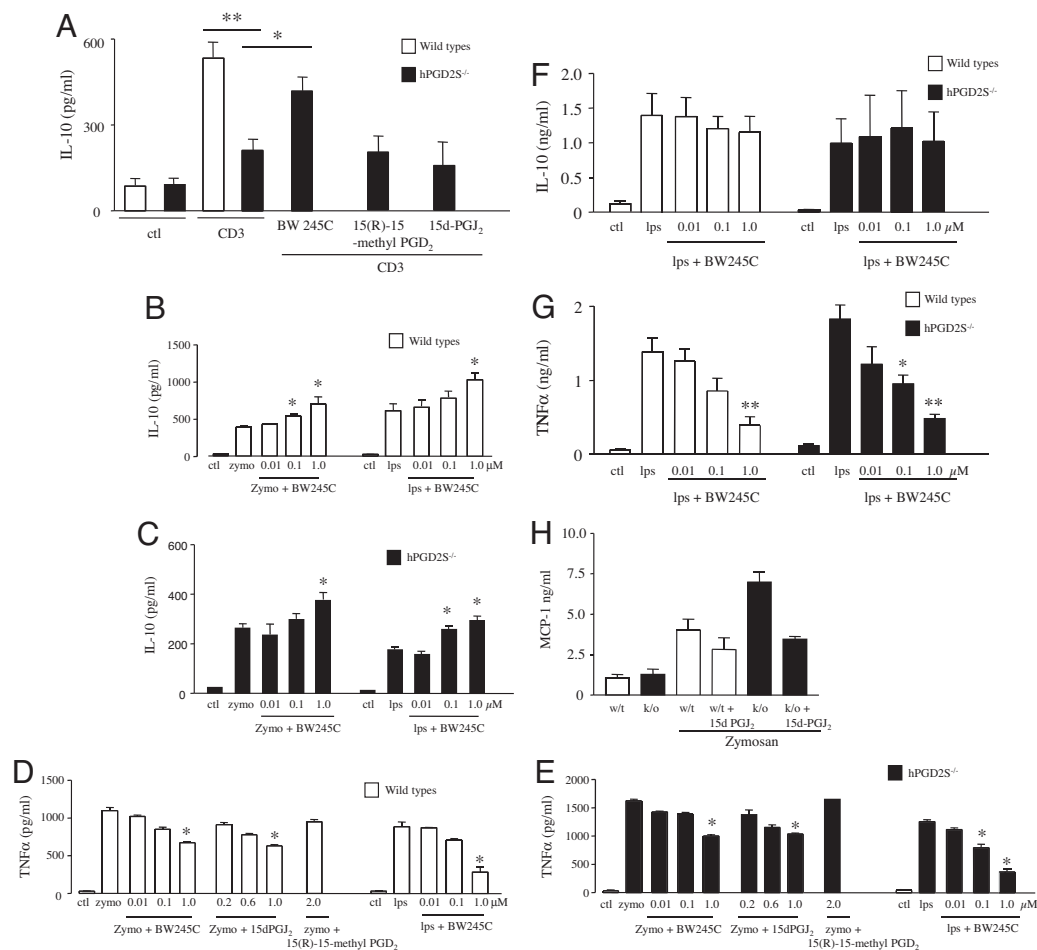 A
IL-10 (pg/ml)
600
300
0
** *
Wild types
hPGD2S-/-
ctl
CD3
BW 245C 15(R)-15 15d-PGJ2
-methyl PGD2
CD3
B
IL-10 (pg/ml)
1500
1000
500
0
Wild types
* * *
ctl zymo 0.01 0.1 1.0 ctl lps 0.01 0.1 1.0 µM
Zymo + BW245C lps + BW245C
C
IL-10 (pg/ml)
600
400
200
0
hPGD2S-/-
* * *
ctl zymo 0.01 0.1 1.0 ctl lps 0.01 0.1 1.0 µM
Zymo + BW245C lps + BW245C
D
TNFα (pg/ml)
1500
1000
500
0
Wild types
* * *
ctl zymo 0.01 0.1 1.0 0.2 0.6 1.0 2.0 ctl lps 0.01 0.1 1.0 µM
Zymo + BW245C Zymo + 15dPGJ2 zymo + lps + BW245C
15(R)-15-methyl PGD2
F
IL-10 (ng/ml)
2.0
1.5
1.0
0.5
0
Wild types
hPGD2S-/-
ctl lps 0.01 0.1 1.0 ctl lps 0.01 0.1 1.0 µM
lps + BW245C lps + BW245C
G
TNFα (ng/ml)
2
1
0
Wild types
hPGD2S-/-
** * **
ctl lps 0.01 0.1 1.0 ctl lps 0.01 0.1 1.0 µM
lps + BW245C lps + BW245C
H
MCP-1 ng/ml
10.0
7.5
5.0
2.5
0
w/t k/o w/t w/t + k/o k/o +
15d PGJ2 15d-PGJ2
Zymosan
E
TNFα (pg/ml)
2000
1500
1000
500
0
hPGD2S-/-
* * * *
ctl zymo 0.01 0.1 1.0 0.2 0.6 1.0 2.0 ctl lps 0.01 0.1 1.0 µM
Zymo + BW245C Zymo + 15dPGJ2 zymo + lps + BW245C
15(R)-15-methyl PGD2